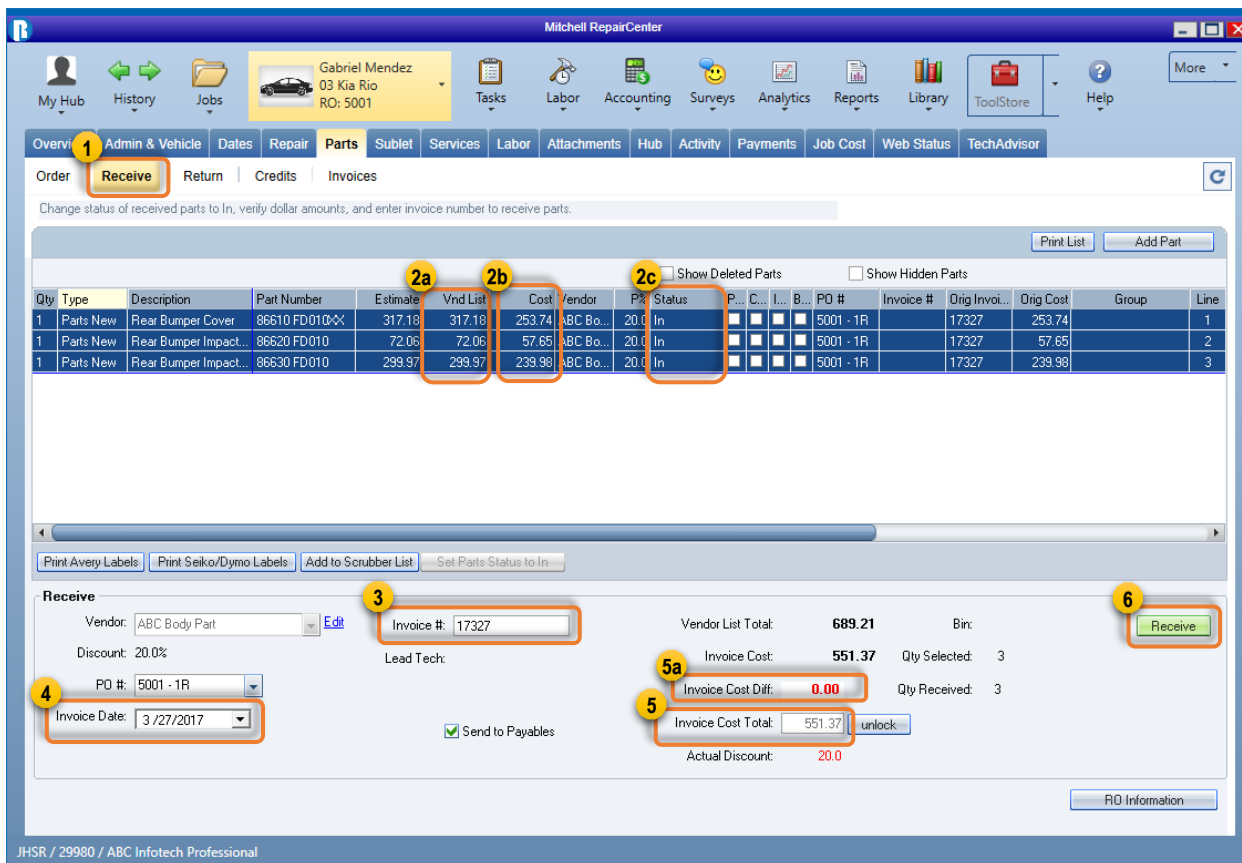 Mitchell RepairCenter
My Hub
History
Jobs
Gabriel Mendez
03 Kia Rio
RO: 5001
Tasks
Labor
Accounting
Surveys
Analytics
Reports
Library
ToolStore
Help
More
Overvi 1 Admin & Vehicle Dates Repair Parts Sublet Services Labor Attachments Hub Activity Payments Job Cost Web Status TechAdvisor
Order Receive Return Credits Invoices
Change status of received parts to In, verify dollar amounts, and enter invoice number to receive parts.
Print List Add Part
2a 2b 2c Show Deleted Parts Show Hidden Parts
Qty Type Description Part Number Estimate Vnd List Cost Vendor P% Status P... C... I... B... PO # Invoice # Orig Invoi... Orig Cost Group Line
1 Parts New Rear Bumper Cover 86610 FD010XX 317.18 317.18 253.74 ABC Bo... 20.0 In 5001 - 1R 17327 253.74 1
1 Parts New Rear Bumper Impact... 86620 FD010 72.06 72.06 57.65 ABC Bo... 20.0 In 5001 - 1R 17327 57.65 2
1 Parts New Rear Bumper Impact... 86630 FD010 299.97 299.97 239.98 ABC Bo... 20.0 In 5001 - 1R 17327 239.98 3
Print Avery Labels Print Seiko/Dymo Labels Add to Scrubber List Set Parts Status to In
Receive
3
6
Vendor: ABC Body Part Edit Invoice #: 17327 Vendor List Total: 689.21 Bin: Receive
Discount: 20.0% Lead Tech: Invoice Cost: 551.37 Qty Selected: 3
5a
4 PO #: 5001 - 1R Invoice Cost Diff: 0.00 Qty Received: 3
5
Invoice Date: 3 /27/2017 Send to Payables Invoice Cost Total: 551.37 unlock
Actual Discount: 20.0
RO Information
JHSR / 29980 / ABC Infotech Professional